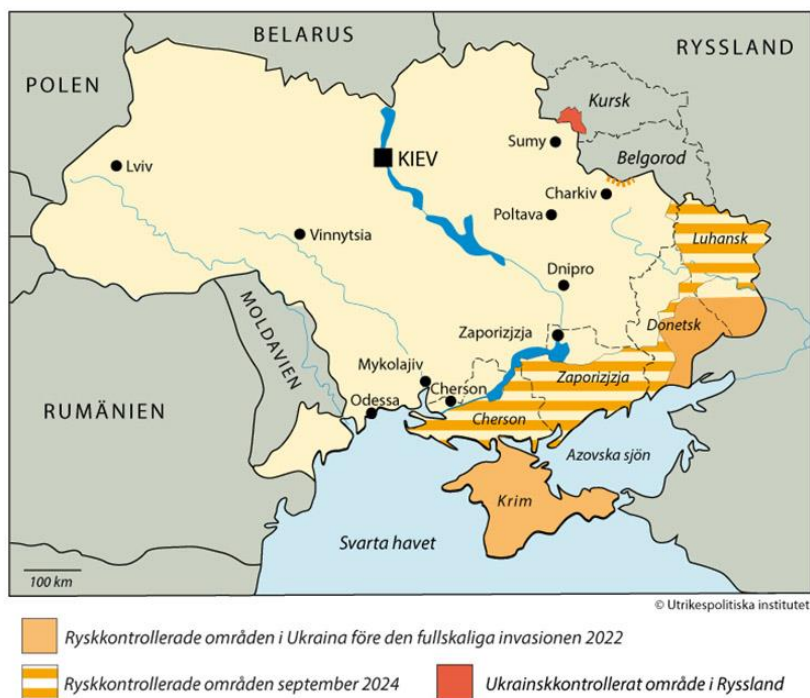 BELARUS
RYSSLAND
POLEN
Kursk
Sumy
KIEV
Belgorod
Lviv
Charkiv
Poltava
Vinnytsia
Luhansk
Dnipro
MOLDAVIEN
Zaporizjzja
Donetsk
Mykolajiv
Cherson
Zaporizjzja
RUMÄNIEN
Odessa
Cherson
Azovska sjön
Krim
Svarta havet
100 km
© Utrikespolitiska institutet
Ryskkontrollerade områden i Ukraina före den fullskaliga invasionen 2022
Ryskkontrollerade områden september 2024
Ukrainskkontrollerat område i Ryssland